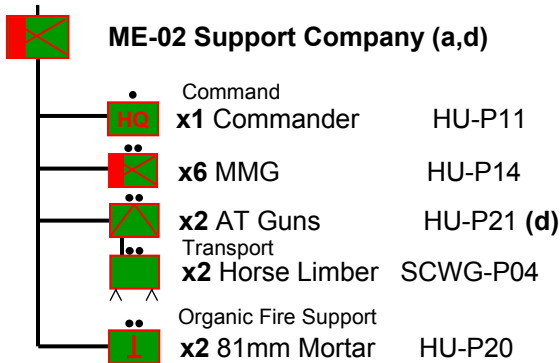 ME-02 Support Company (a,d)
Command
HQ x1 Commander HU-P11
x6 MMG HU-P14
x2 AT Guns HU-P21 (d)
Transport
x2 Horse Limber SCWG-P04
Organic Fire Support
x2 81mm Mortar HU-P20